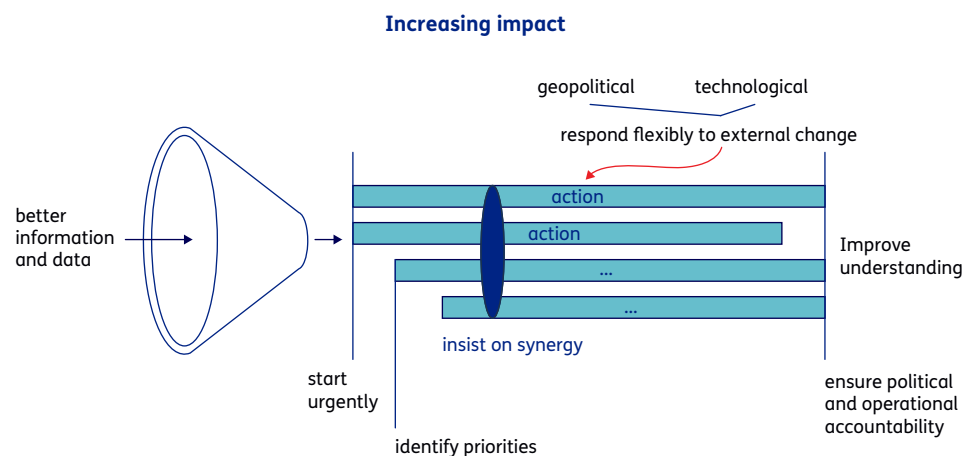 Increasing impact
geopolitical
technological
respond flexibly to external change
better
information
and data
action
action
...
...
Improve
understanding
insist on synergy
start
urgently
identify priorities
ensure political
and operational
accountability